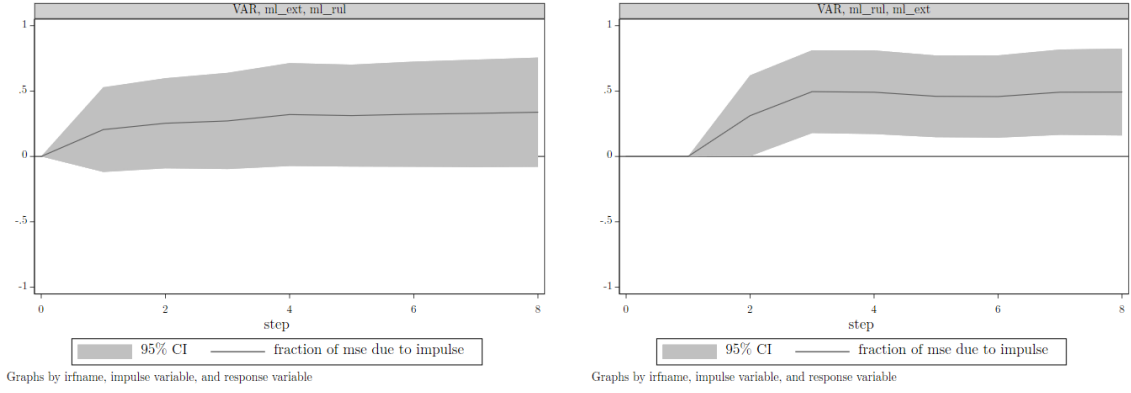 VAR, ml_ext, ml_rul
1
.5
0
-.5
-1
0 2 4 6 8
step
95% CI fraction of mse due to impulse
Graphs by irfname, impulse variable, and response variable
VAR, ml_rul, ml_ext
1
.5
0
-.5
-1
0 2 4 6 8
step
95% CI fraction of mse due to impulse
Graphs by irfname, impulse variable, and response variable